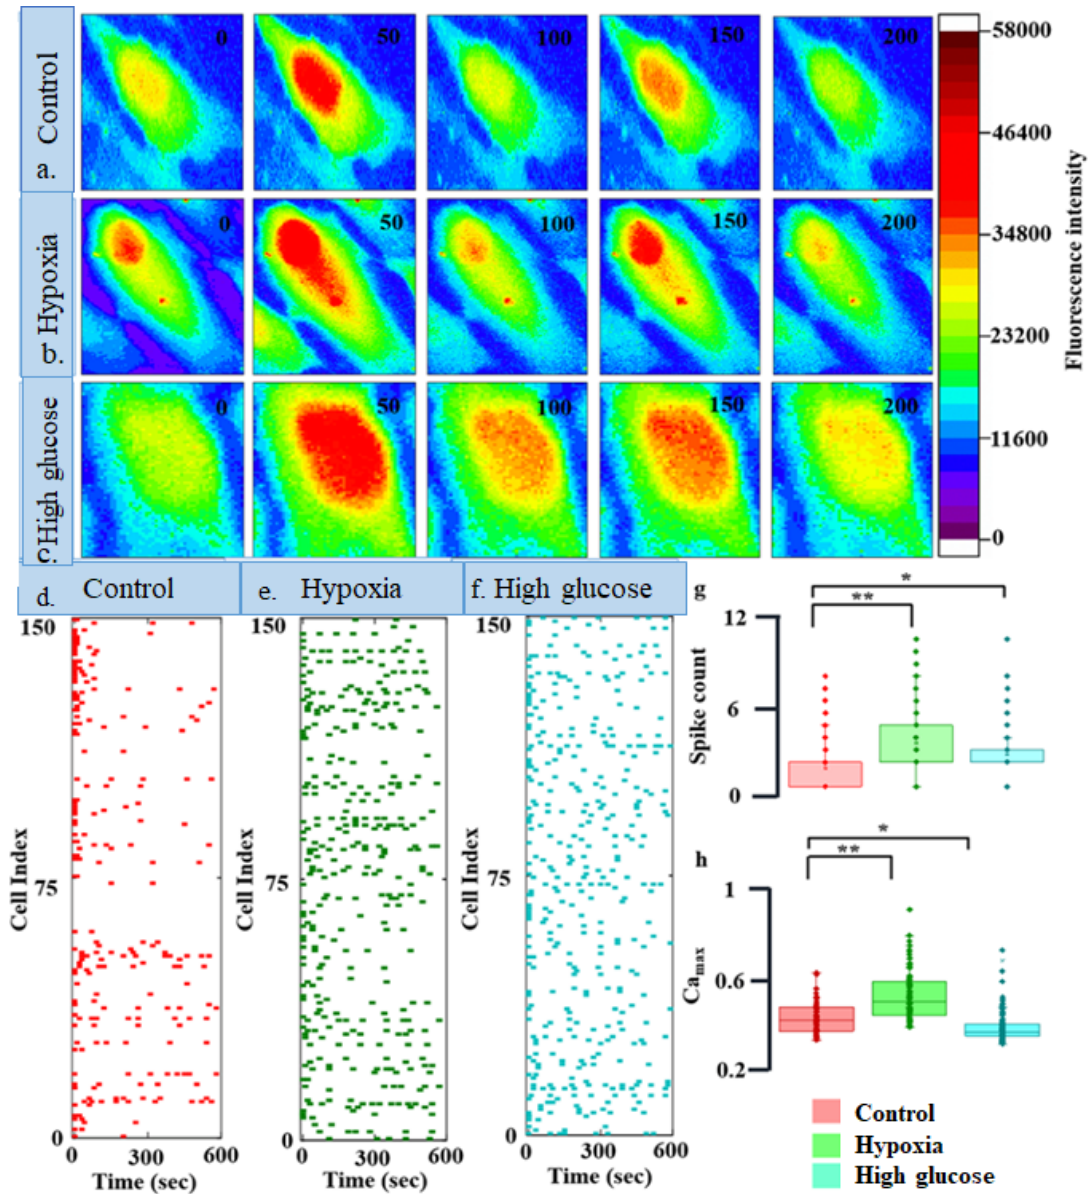 a. Control
0
50
100
150
200
b. Hypoxia
0
50
100
150
200
c. High glucose
0
50
100
150
200
58000
46400
34800
23200
11600
0
Fluorescence intensity
d. Control
150
75
0
Cell Index
0 300 600
Time (sec)
e. Hypoxia
150
75
0
Cell Index
0 300 600
Time (sec)
f. High glucose
150
75
0
Cell Index
0 300 600
Time (sec)
g
*
**
12
6
0
Spike count
h
*
**
1
0.6
0.2
Ca max
Control
Hypoxia
High glucose